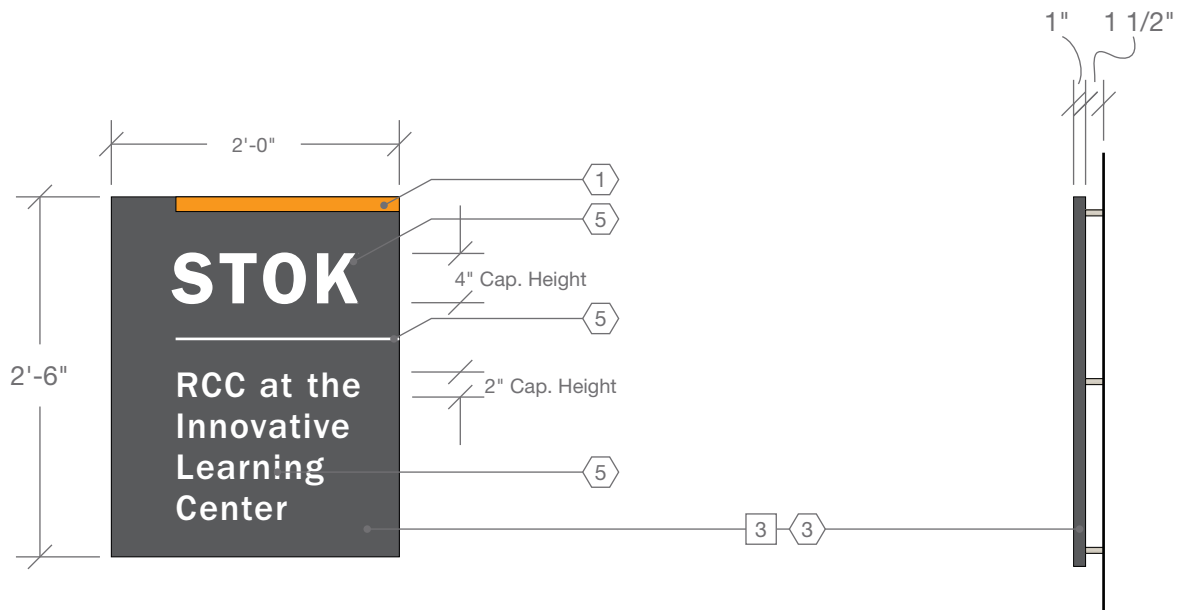 1" 1 1/2"
2'-0"
1
5
STOK
4" Cap. Height
5
2'-6"
RCC at the
2" Cap. Height
Innovative
Learning
5
Center
3 3